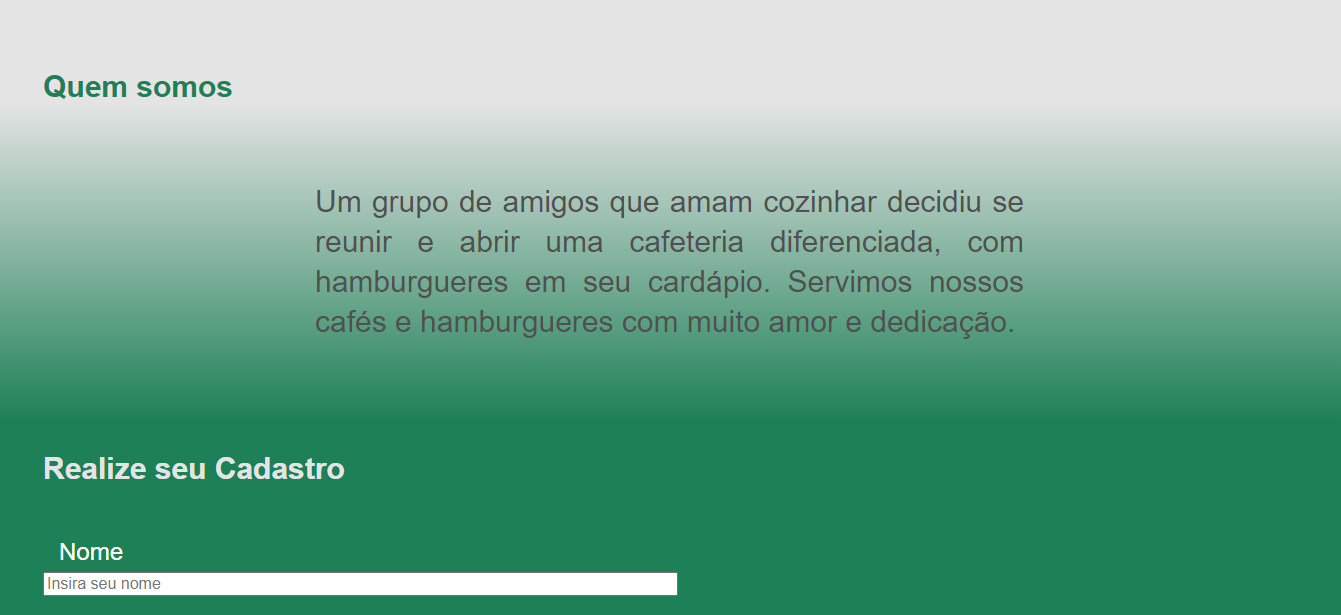 Quem somos
Um grupo de amigos que amam cozinhar decidiu se
reunir e abrir uma cafeteria diferenciada, com
hamburgueres em seu cardápio. Servimos nossos
cafés e hamburgueres com muito amor e dedicação.
Realize seu Cadastro
Nome
Insira seu nome